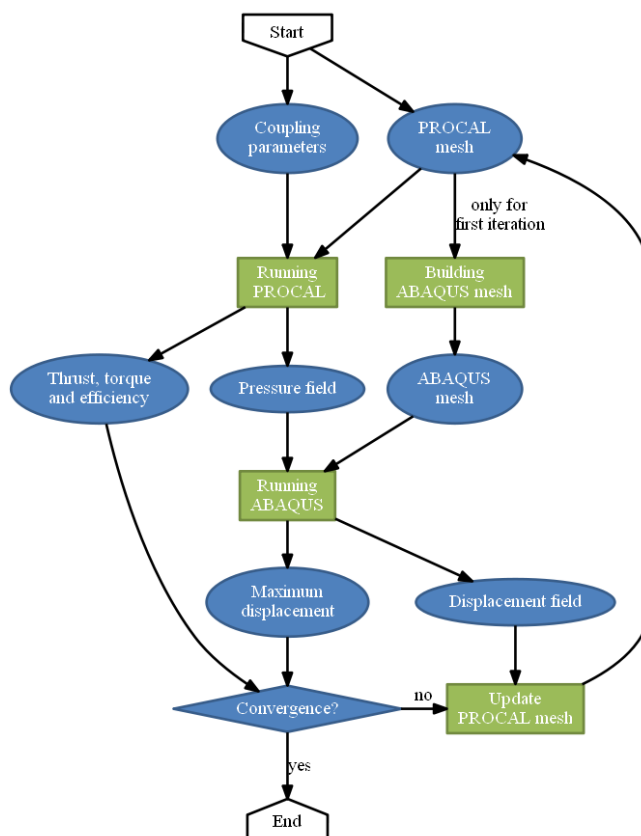 Start
Coupling
parameters
PROCAL
mesh
only for
first iteration
Running
PROCAL
Building
ABAQUS mesh
Thrust, torque
and efficiency
Pressure field
ABAQUS
mesh
Running
ABAQUS
Maximum
displacement
Displacement field
Convergence?
no
Update
PROCAL mesh
yes
End